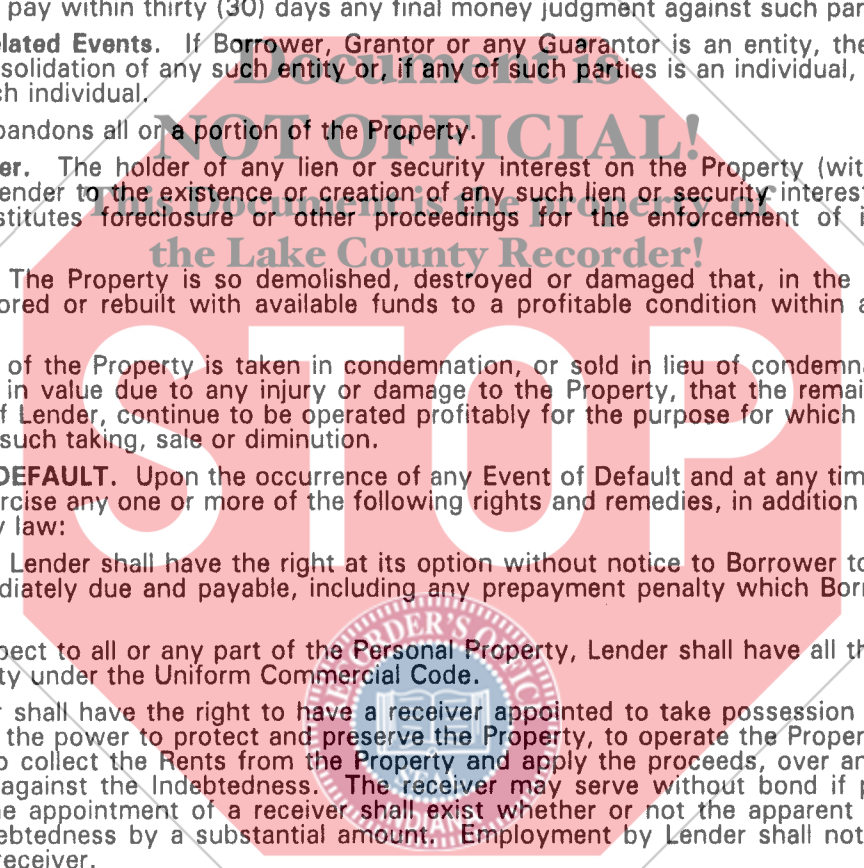 pay within thirty (30) days any final money judgment against such par
lated Events. If Borrower, Grantor or any Guarantor is an entity, the
solidation of any such entity or, if any of such parties is an individual,
ch individual.
bandons all or a portion of the Property.
er. The holder of any lien or security interest on the Property (wit
ender to the existence or creation of any such lien or security interes
stitutes foreclosure or other proceedings for the enforcement of i
The Property is so demolished, destroyed or damaged that, in the
ored or rebuilt with available funds to a profitable condition within a
of the Property is taken in condemnation, or sold in lieu of condemn
in value due to any injury or damage to the Property, that the remai
f Lender, continue to be operated profitably for the purpose for which
such taking, sale or diminution.
DEFAULT. Upon the occurrence of any Event of Default and at any tim
rcise any one or more of the following rights and remedies, in addition
y law:
Lender shall have the right at its option without notice to Borrower to
diately due and payable, including any prepayment penalty which Bor
pect to all or any part of the Personal Property, Lender shall have all th
ty under the Uniform Commercial Code.
r shall have the right to have a receiver appointed to take possession
the power to protect and preserve the Property, to operate the Proper
o collect the Rents from the Property and apply the proceeds, over an
against the Indebtedness. The receiver may serve without bond if p
he appointment of a receiver shall exist whether or not the apparent
ebtedness by a substantial amount. Employment by Lender shall not
receiver.
Document is
NOT OFFICIAL!
This Document is the property of
the Lake County Recorder!
STOP
RECORDER'S OFFICE
SEAL
INDIANA